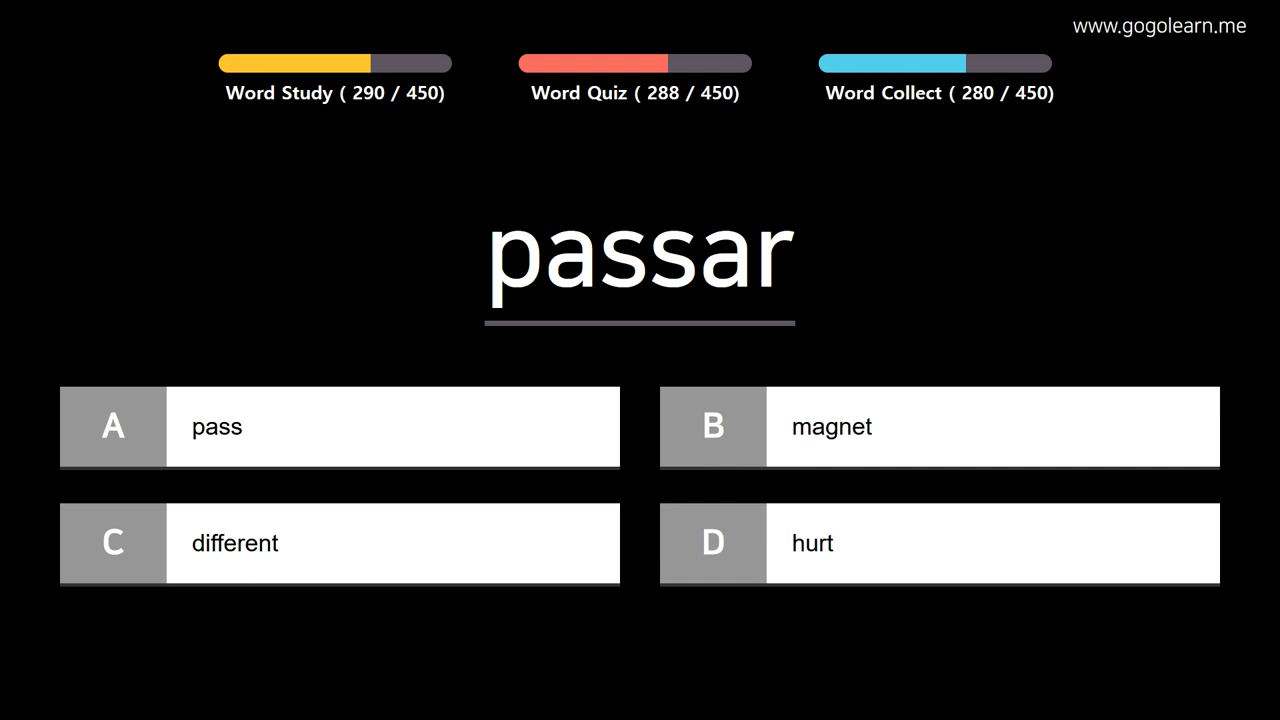 www.gogolearn.me
Word Study ( 290 / 450)
Word Quiz ( 288 / 450)
Word Collect ( 280 / 450)
passar
A pass
B magnet
C different
D hurt